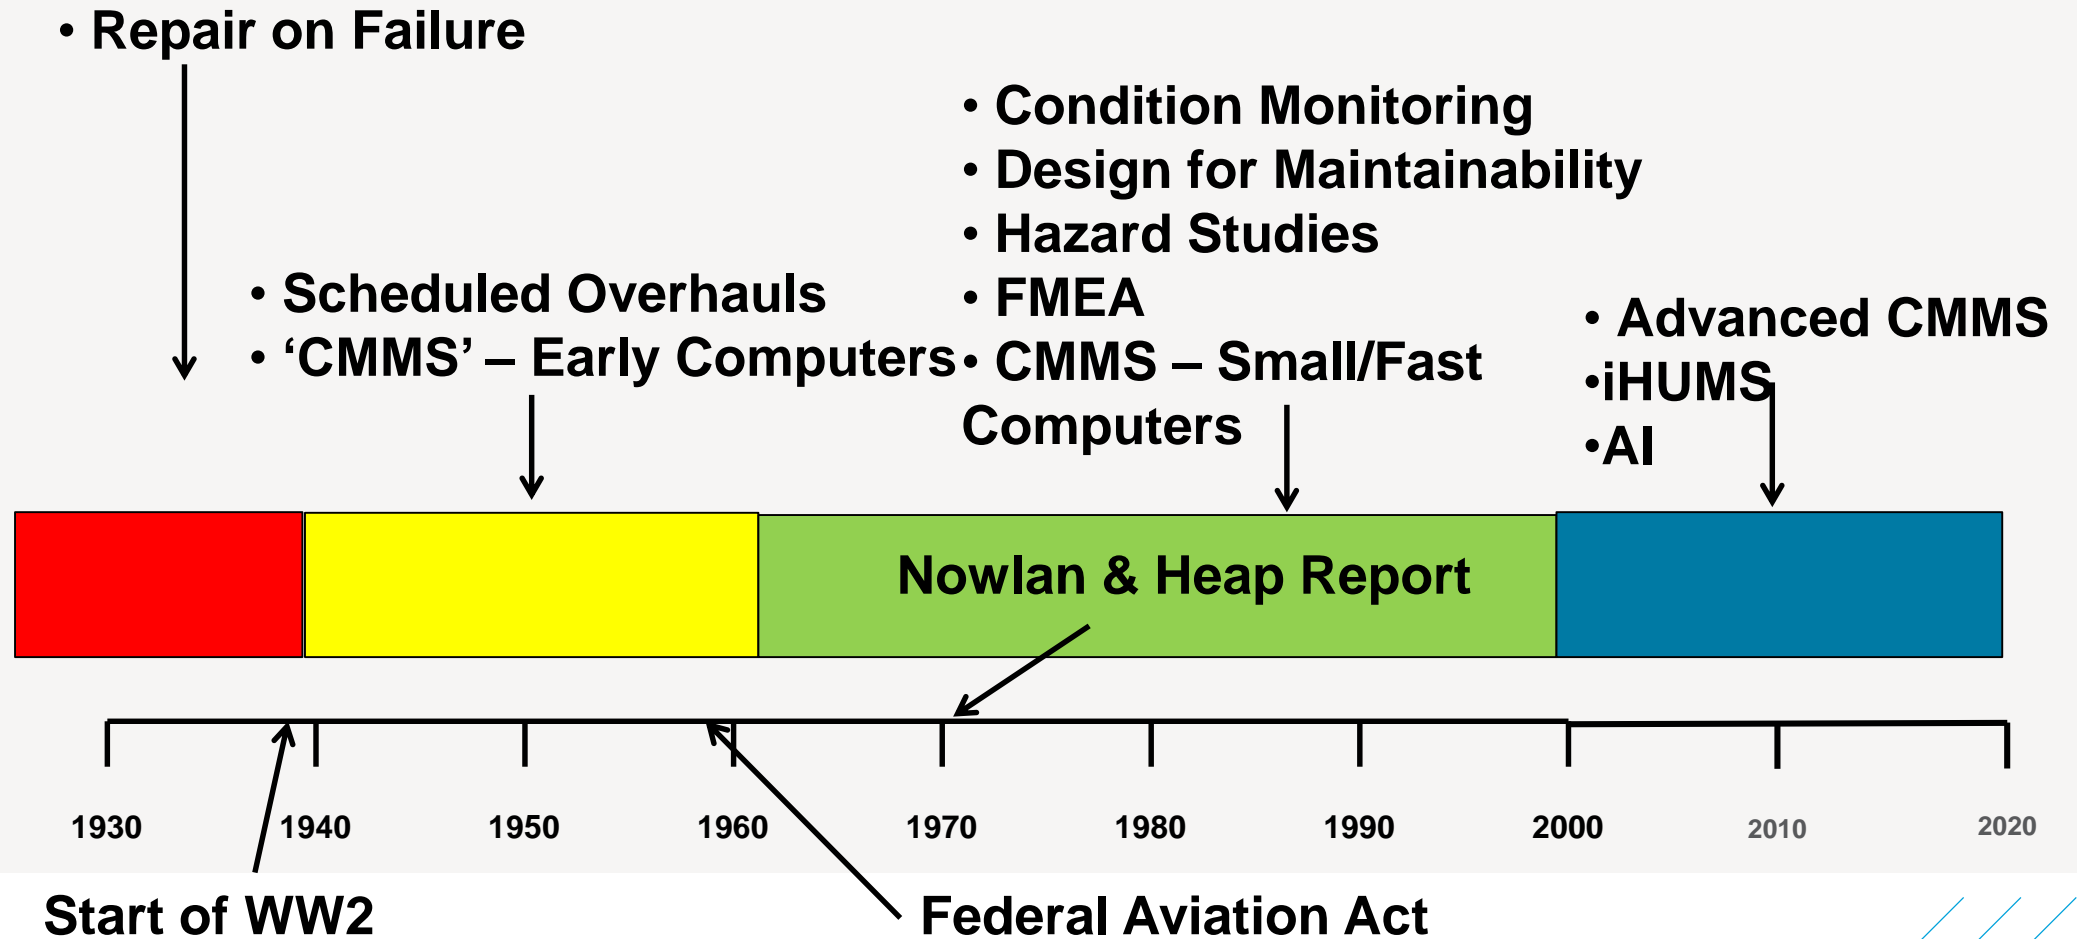 • Repair on Failure
• Condition Monitoring
• Design for Maintainability
• Hazard Studies
• FMEA
• CMMS – Small/Fast
Computers
• Scheduled Overhauls
• ‘CMMS’ – Early Computers
• Advanced CMMS
•iHUMS
•AI
Nowlan & Heap Report
1930 1940 1950 1960 1970 1980 1990 2000 2010 2020
Start of WW2
Federal Aviation Act